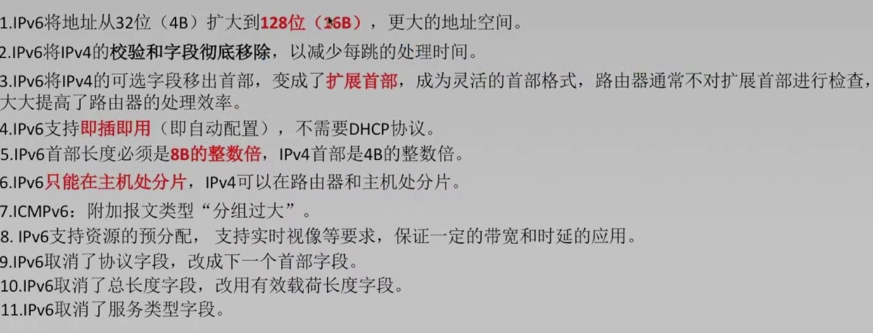 1.IPv6将地址从32位（4B）扩大到128位（16B），更大的地址空间。
2.IPv6将IPv4的校验和字段彻底移除，以减少每跳的处理时间。
3.IPv6将IPv4的可选字段移出首部，变成了扩展首部，成为灵活的首部格式，路由器通常不对扩展首部进行检查，
大大提高了路由器的处理效率。
4.IPv6支持即插即用（即自动配置），不需要DHCP协议。
5.IPv6首部长度必须是8B的整数倍，IPv4首部是4B的整数倍。
6.IPv6只能在主机处分片，IPv4可以在路由器和主机处分片。
7.ICMPv6：附加报文类型“分组过大”。
8. IPv6支持资源的预分配， 支持实时视像等要求，保证一定的带宽和时延的应用。
9.IPv6取消了协议字段，改成下一个首部字段。
10.IPv6取消了总长度字段，改用有效载荷长度字段。
11.IPv6取消了服务类型字段。